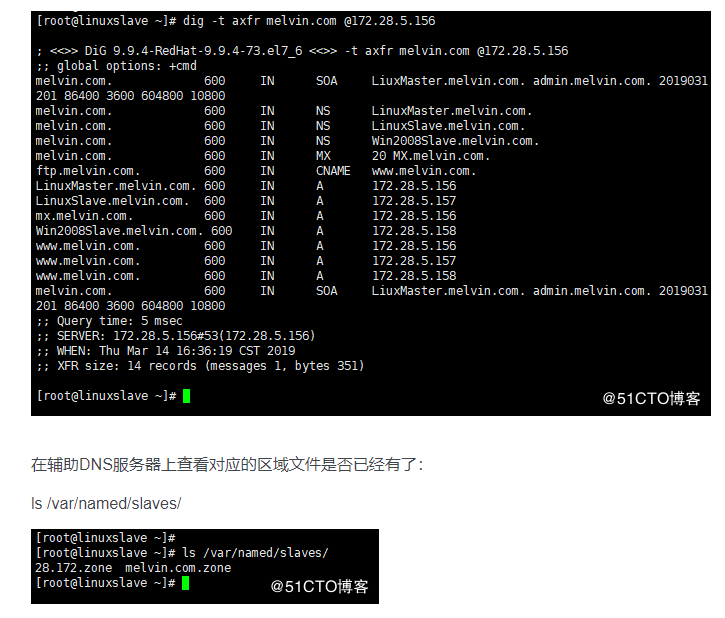 [root@linuxslave ~]# dig -t axfr melvin.com @172.28.5.156
; <<>> DiG 9.9.4-RedHat-9.9.4-73.el7_6 <<>> -t axfr melvin.com @172.28.5.156
;; global options: +cmd
melvin.com. 600 IN SOA LiuxMaster.melvin.com. admin.melvin.com. 2019031
201 86400 3600 604800 10800
melvin.com. 600 IN NS LinuxMaster.melvin.com.
melvin.com. 600 IN NS LinuxSlave.melvin.com.
melvin.com. 600 IN NS Win2008Slave.melvin.com.
melvin.com. 600 IN MX 20 MX.melvin.com.
ftp.melvin.com. 600 IN CNAME www.melvin.com.
LinuxMaster.melvin.com. 600 IN A 172.28.5.156
LinuxSlave.melvin.com. 600 IN A 172.28.5.157
mx.melvin.com. 600 IN A 172.28.5.156
Win2008Slave.melvin.com. 600 IN A 172.28.5.158
www.melvin.com. 600 IN A 172.28.5.156
www.melvin.com. 600 IN A 172.28.5.157
www.melvin.com. 600 IN A 172.28.5.158
melvin.com. 600 IN SOA LiuxMaster.melvin.com. admin.melvin.com. 2019031
201 86400 3600 604800 10800
;; Query time: 5 msec
;; SERVER: 172.28.5.156#53(172.28.5.156)
;; WHEN: Thu Mar 14 16:36:19 CST 2019
;; XFR size: 14 records (messages 1, bytes 351)
[root@linuxslave ~]#
@51CTO博客
在辅助DNS服务器上查看对应的区域文件是否已经有了：
ls /var/named/slaves/
[root@linuxslave ~]#
[root@linuxslave ~]# ls /var/named/slaves/
28.172.zone melvin.com.zone
[root@linuxslave ~]#
@51CTO博客